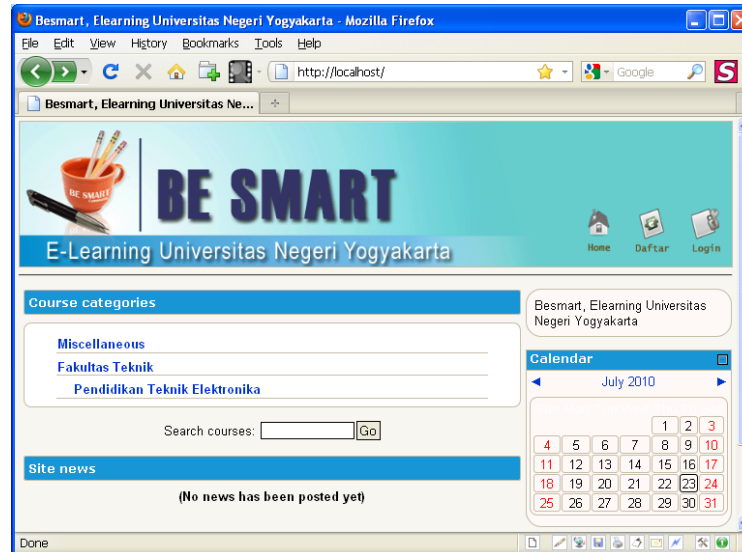 Besmart, Elearning Universitas Negeri Yogyakarta - Mozilla Firefox
File Edit View History Bookmarks Tools Help
http://localhost/
Google
S
Besmart, Elearning Universitas Ne...
BE SMART
BE SMART
E-Learning Universitas Negeri Yogyakarta
Home Daftar Login
Course categories
Miscellaneous
Fakultas Teknik
Pendidikan Teknik Elektronika
Search courses: Go
Site news
(No news has been posted yet)
Besmart, Elearning Universitas
Negeri Yogyakarta
Calendar
◄ July 2010 ►
1 2 3
4 5 6 7 8 9 10
11 12 13 14 15 16 17
18 19 20 21 22 23 24
25 26 27 28 29 30 31
Done